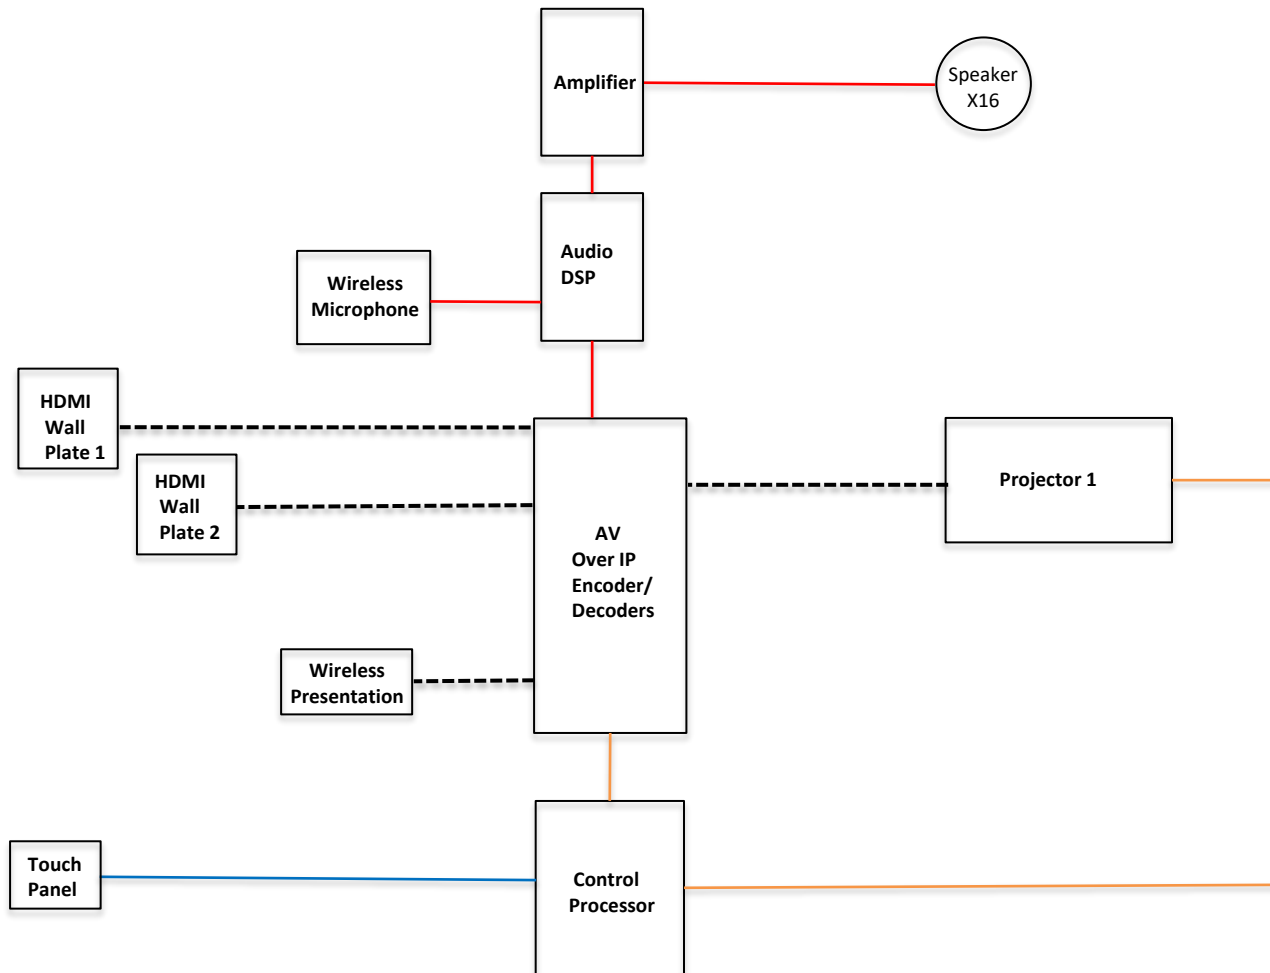 Amplifier
Speaker
X16
Audio
DSP
Wireless
Microphone
HDMI
Wall
Plate 1
HDMI
Wall
Plate 2
AV
Over IP
Encoder/
Decoders
Projector 1
Wireless
Presentation
Touch
Panel
Control
Processor